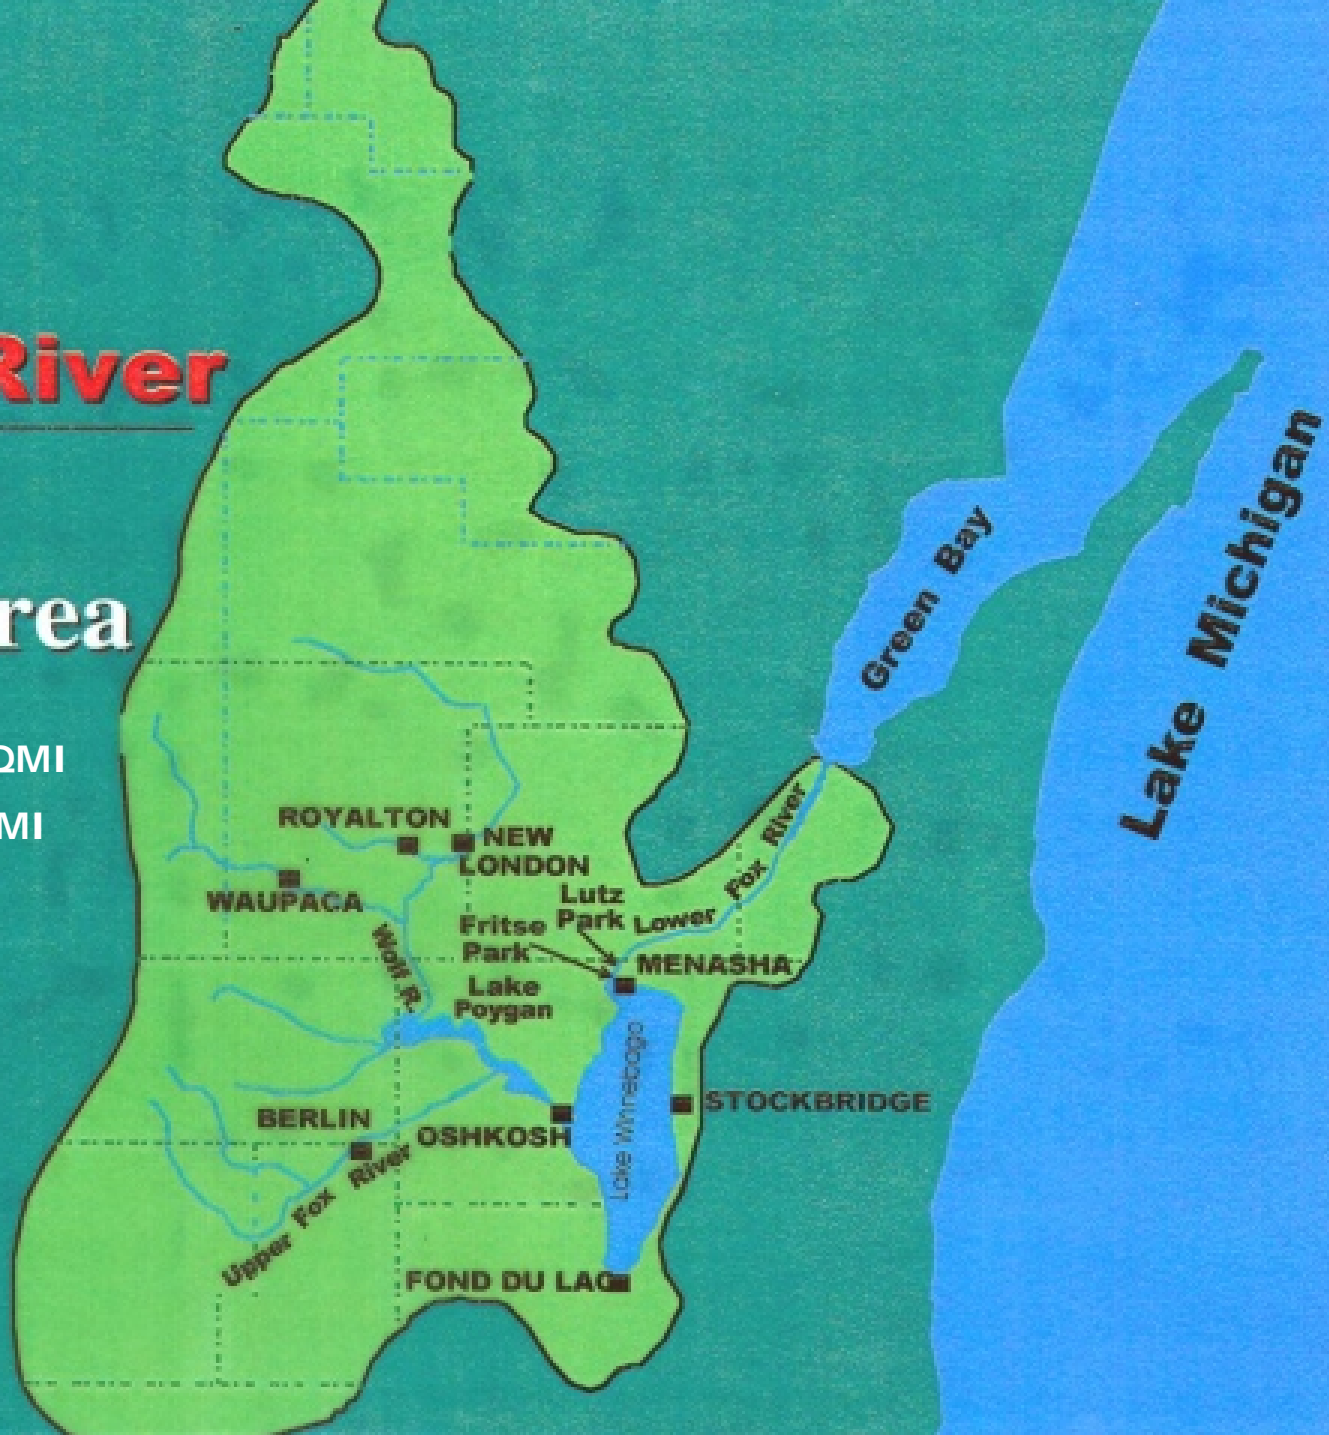 River
rea
QMI
MI
Green Bay
Lake Michigan
ROYALTON
NEW
LONDON
WAUPACA
Lutz
Park
Fritse
Park
Lower Fox River
MENASHA
Wolf R.
Lake
Poygan
Lake Winnebago
STOCKBRIDGE
BERLIN
OSHKOSH
Upper Fox River
FOND DU LAC